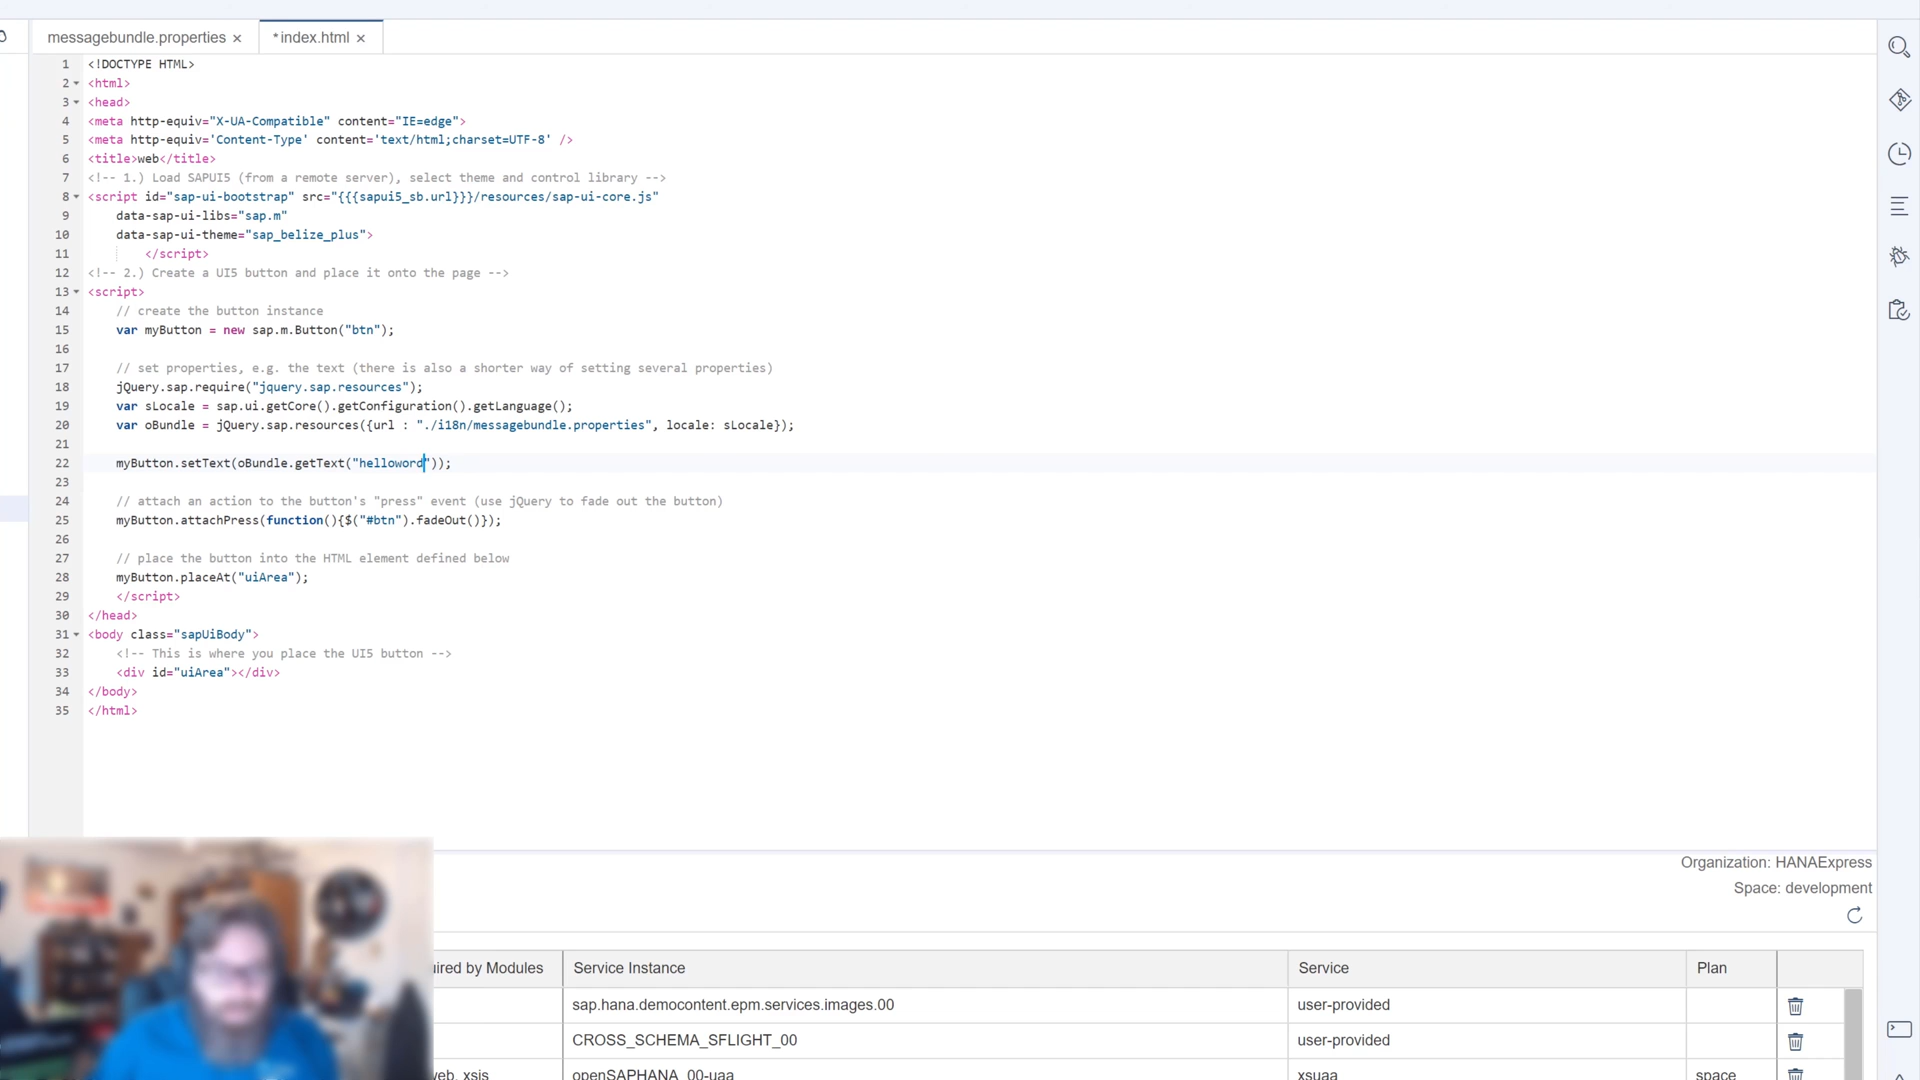 messagebundle.properties ×
*index.html ×
1 <!DOCTYPE HTML>
2 <html>
3 <head>
4 <meta http-equiv="X-UA-Compatible" content="IE=edge">
5 <meta http-equiv='Content-Type' content='text/html;charset=UTF-8' />
6 <title>web</title>
7 <!-- 1.) Load SAPUI5 (from a remote server), select theme and control library -->
8 <script id="sap-ui-bootstrap" src="{{{sapui5_sb.url}}}/resources/sap-ui-core.js"
9 data-sap-ui-libs="sap.m"
10 data-sap-ui-theme="sap_belize_plus">
11 </script>
12 <!-- 2.) Create a UI5 button and place it onto the page -->
13 <script>
14 // create the button instance
15 var myButton = new sap.m.Button("btn");
16
17 // set properties, e.g. the text (there is also a shorter way of setting several properties)
18 jQuery.sap.require("jquery.sap.resources");
19 var sLocale = sap.ui.getCore().getConfiguration().getLanguage();
20 var oBundle = jQuery.sap.resources({url : "./i18n/messagebundle.properties", locale: sLocale});
21
22 myButton.setText(oBundle.getText("helloword"));
23
24 // attach an action to the button's "press" event (use jQuery to fade out the button)
25 myButton.attachPress(function(){$("#btn").fadeOut()});
26
27 // place the button into the HTML element defined below
28 myButton.placeAt("uiArea");
29 </script>
30 </head>
31 <body class="sapUiBody">
32 <!-- This is where you place the UI5 button -->
33 <div id="uiArea"></div>
34 </body>
35 </html>
Organization: HANAExpress
Space: development
uired by Modules Service Instance Service Plan
sap.hana.democontent.epm.services.images.00 user-provided
CROSS_SCHEMA_SFLIGHT_00 user-provided
web, xsjs openSAPHANA_00-uaa xsuaa space